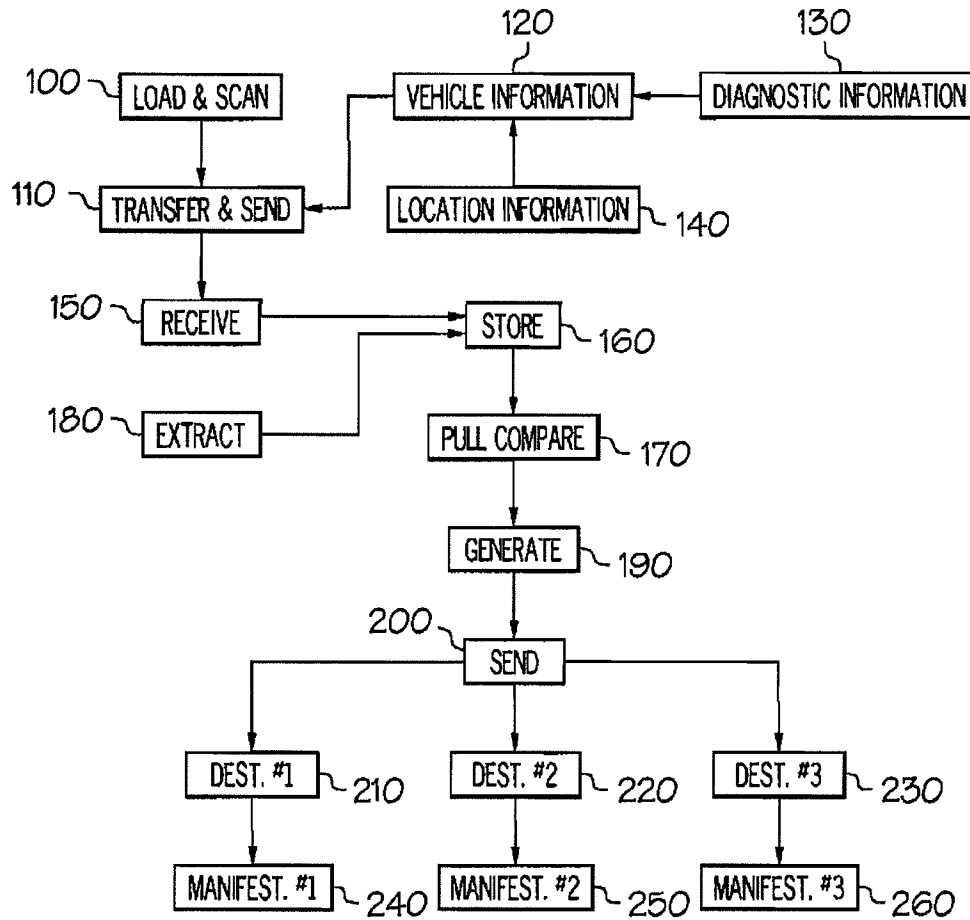 120
130
100
LOAD & SCAN
VEHICLE INFORMATION
DIAGNOSTIC INFORMATION
110
TRANSFER & SEND
LOCATION INFORMATION
140
150
RECEIVE
STORE
160
180
EXTRACT
PULL COMPARE
170
GENERATE
190
200
SEND
DEST. #1
210
DEST. #2
220
DEST. #3
230
MANIFEST. #1
240
MANIFEST. #2
250
MANIFEST. #3
260